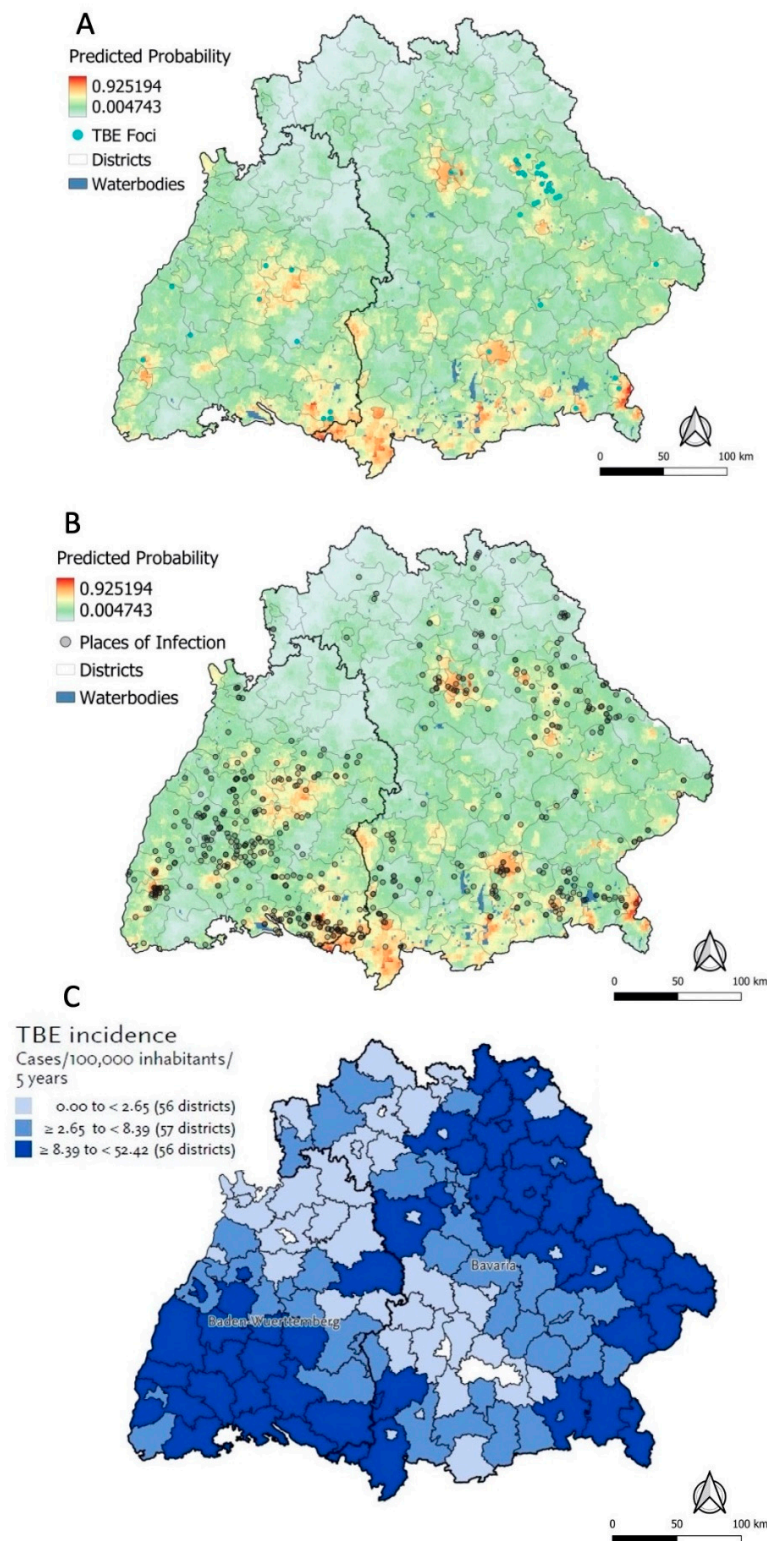 A
Predicted Probability
0.925194
0.004743
TBE Foci
Districts
Waterbodies
0 50 100 km
B
Predicted Probability
0.925194
0.004743
Places of Infection
Districts
Waterbodies
0 50 100 km
C
TBE incidence
Cases/100,000 inhabitants/
5 years
0.00 to < 2.65 (56 districts)
≥ 2.65 to < 8.39 (57 districts)
≥ 8.39 to < 52.42 (56 districts)
Bavaria
Baden-Wuerttemberg
0 50 100 km